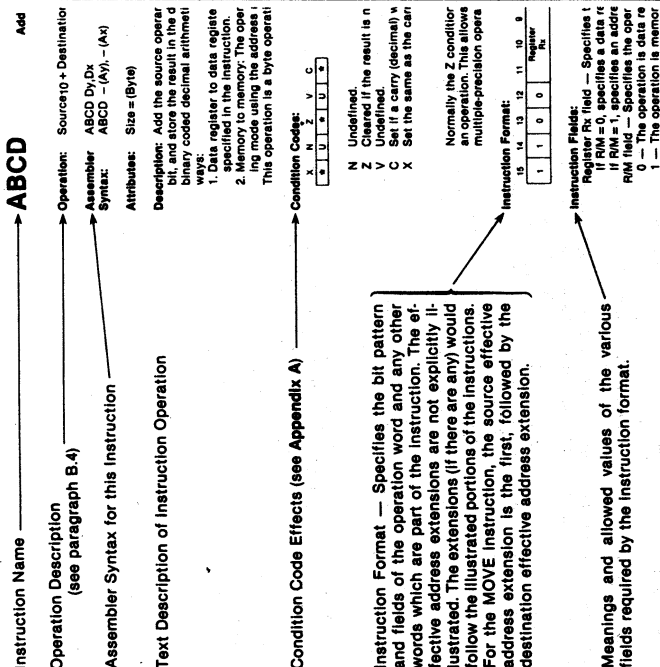 Instruction Name
ABCD
Add
Operation Description
(see paragraph B.4)
Operation:
Source10 + Destination
Assembler Syntax for this Instruction
Assembler
Syntax:
ABCD Dy,Dx
ABCD – (Ay), – (Ax)
Attributes:
Size = (Byte)
Text Description of Instruction Operation
Description: Add the source operan
bit, and store the result in the d
binary coded decimal arithmeti
ways:
1. Data register to data registe
specified in the instruction.
2. Memory to memory: The oper
ing mode using the address
This operation is a byte operati
Condition Code Effects (see Appendix A)
Condition Codes:
X N Z V C
* U * U *
N Undefined.
Z Cleared if the result is n
V Undefined.
C Set if a carry (decimal) w
X Set the same as the carr
Normally the Z condition
an operation. This allows
multiple-precision opera
Instruction Format — Specifies the bit pattern
and fields of the operation word and any other
words which are part of the instruction. The ef-
fective address extensions are not explicitly il-
lustrated. The extensions (if there are any) would
follow the illustrated portions of the instructions.
For the MOVE instruction, the source effective
address extension is the first, followed by the
destination effective address extension.
Instruction Format:
15 14 13 12 11 10 9
1 1 0 0 Register
Rx
Meanings and allowed values of the various
fields required by the instruction format.
Instruction Fields:
Register Rx field — Specifies t
If R/M = 0, specifies a data re
If R/M = 1, specifies an addre
R/M field — Specifies the oper
0 — The operation is data re
1 — The operation is memor